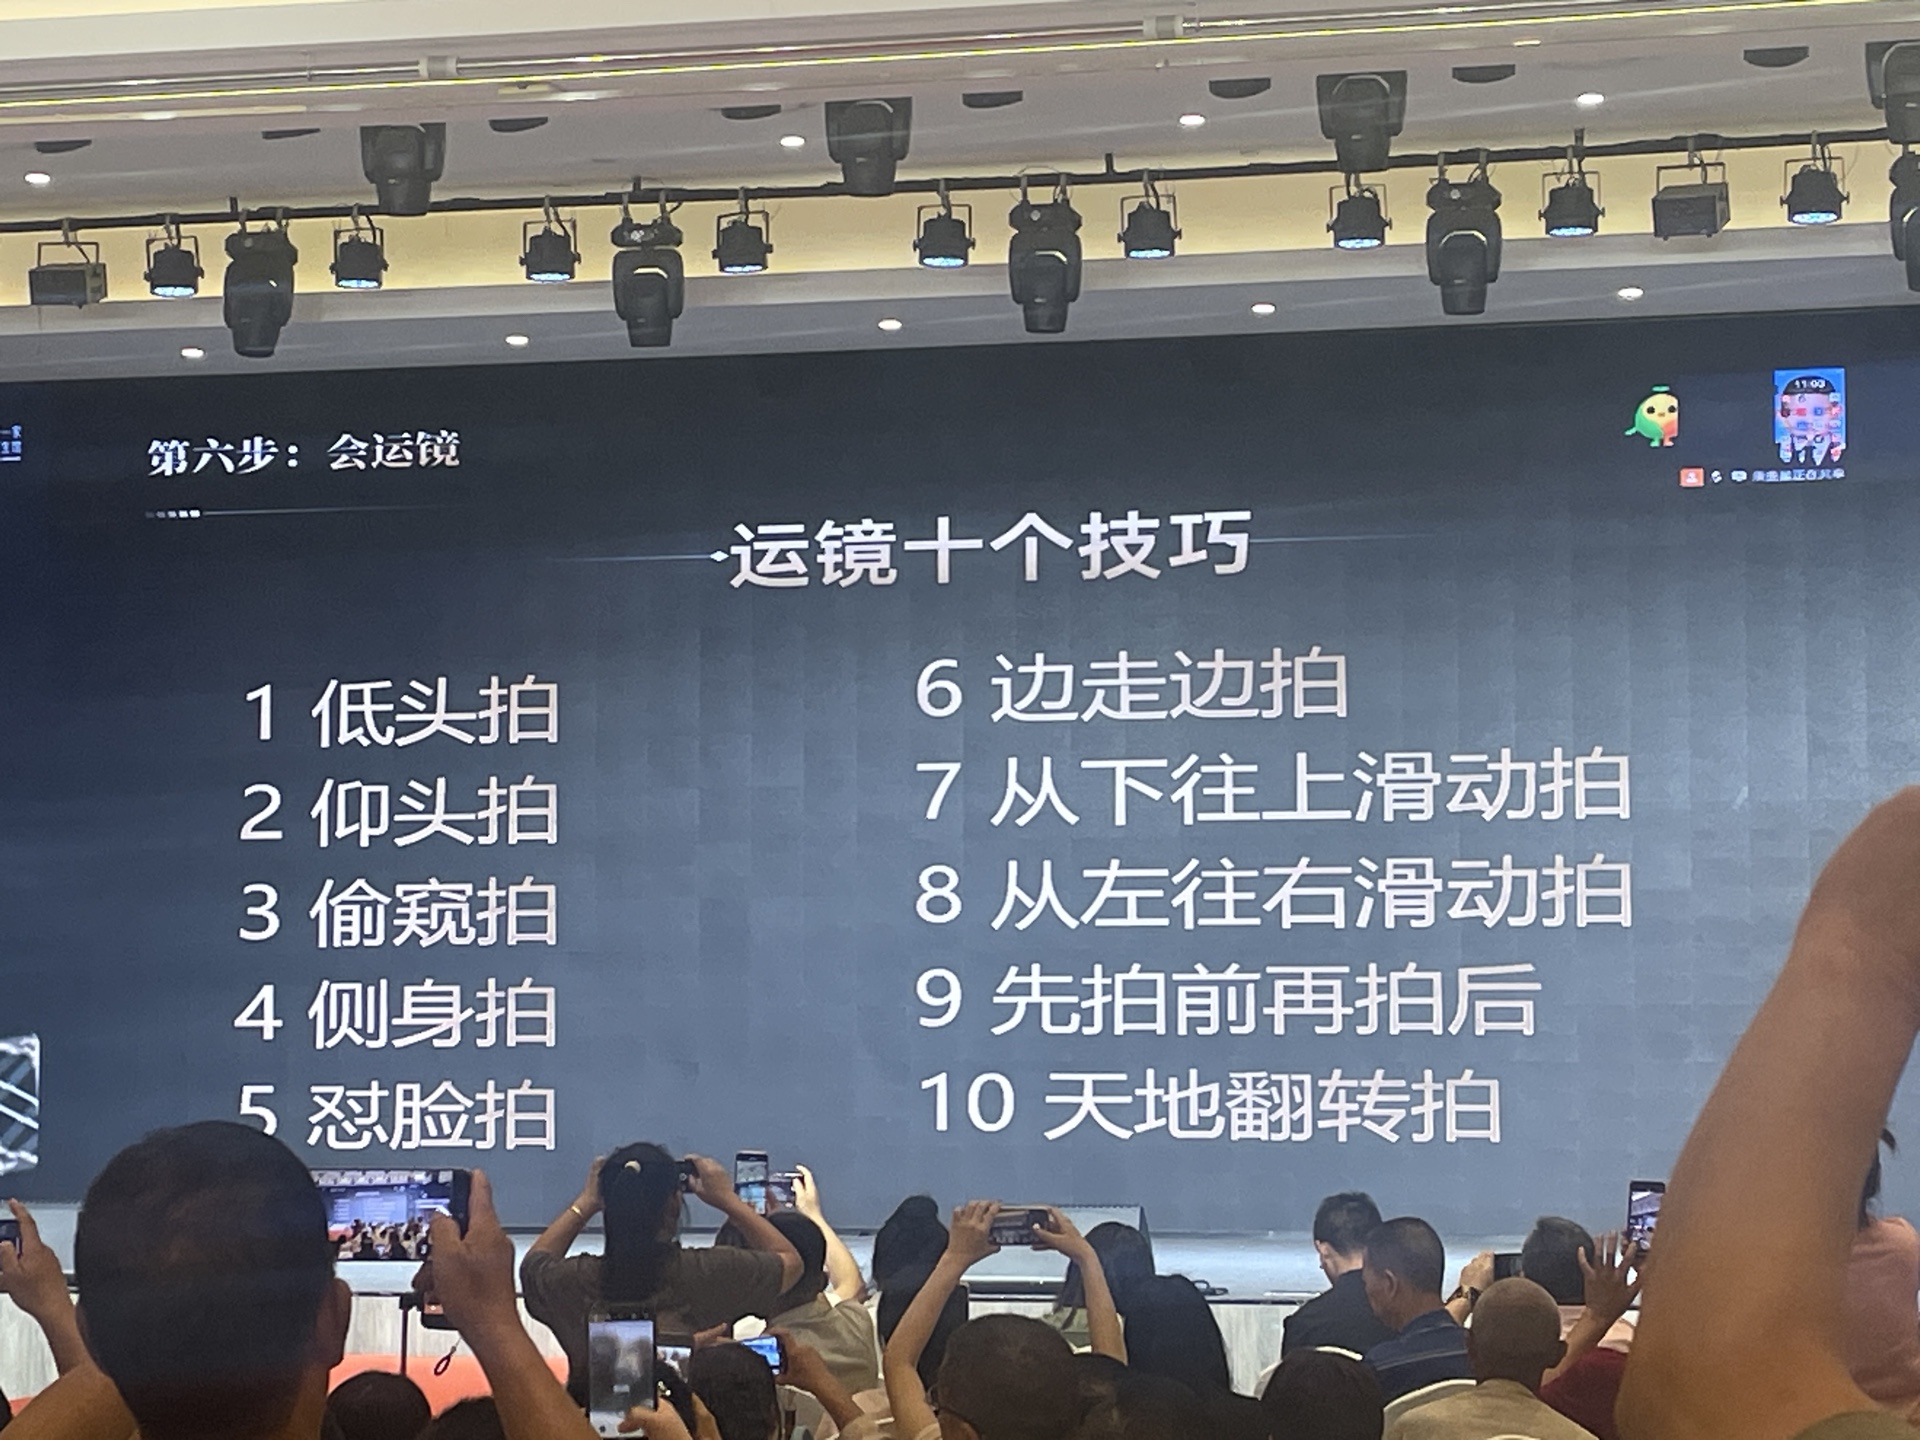 第六步：会运镜
11:03
运镜十个技巧
1 低头拍
2 仰头拍
3 偷窥拍
4 侧身拍
5 怼脸拍
6 边走边拍
7 从下往上滑动拍
8 从左往右滑动拍
9 先拍前再拍后
10 天地翻转拍